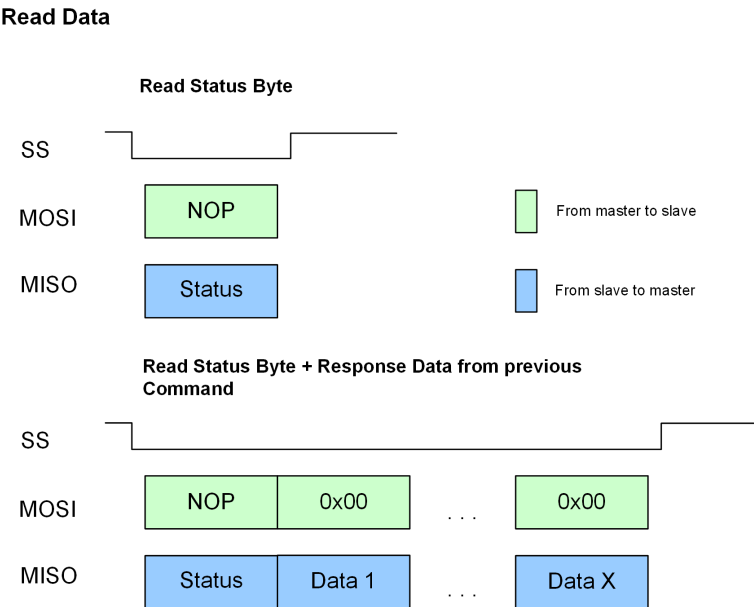 Read Data
Read Status Byte
SS
MOSI
NOP
From master to slave
MISO
Status
From slave to master
Read Status Byte + Response Data from previous
Command
SS
MOSI
NOP
0x00
. . .
0x00
MISO
Status
Data 1
. . .
Data X